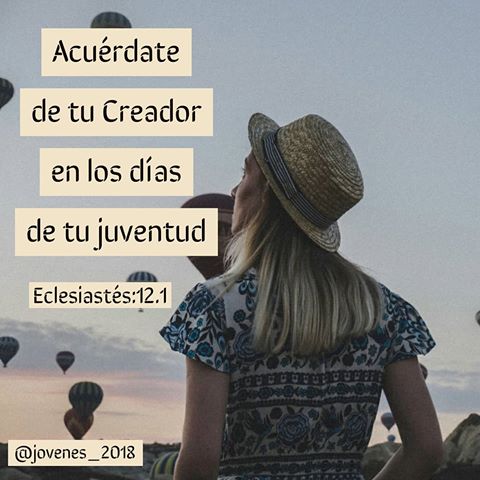 Acuérdate
de tu Creador
en los días
de tu juventud
Eclesiastés:12.1
@jovenes_2018